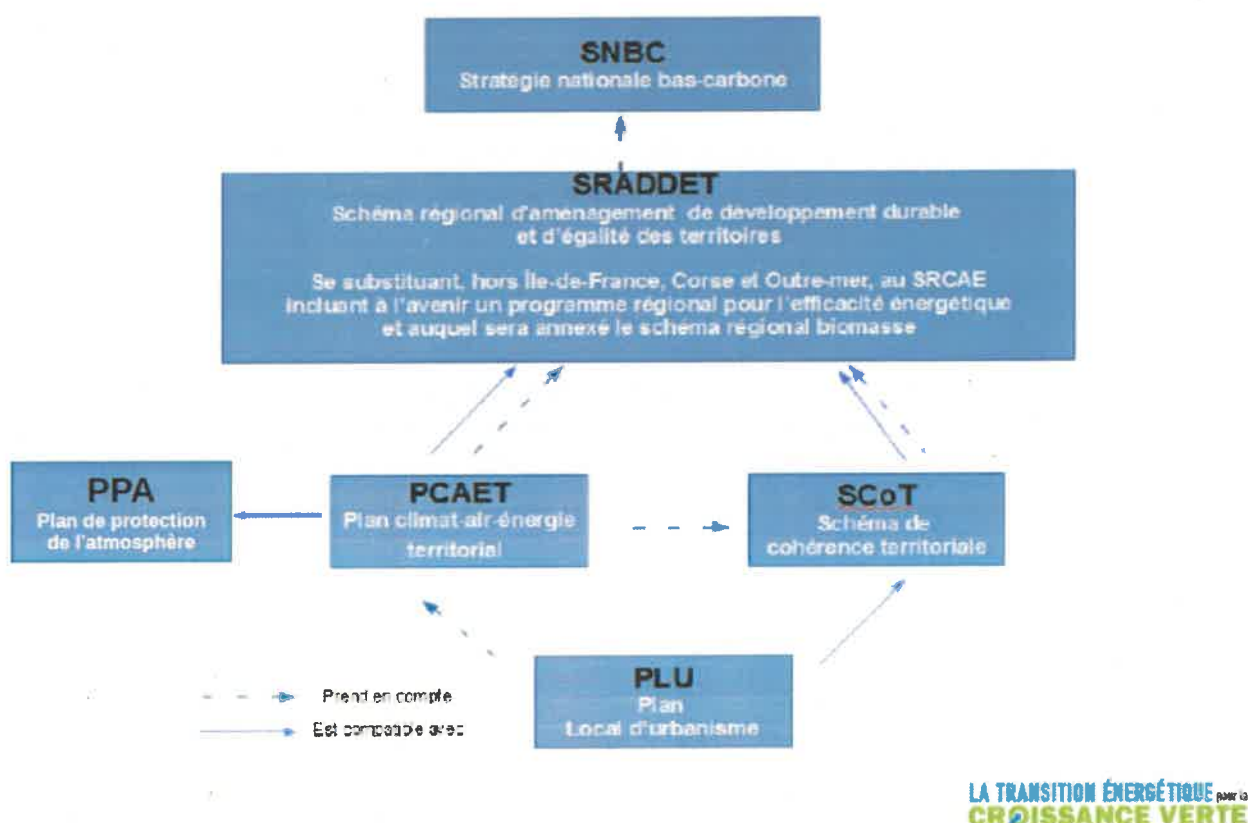 SNBC
Stratégie nationale bas-carbone
SRADDET
Schéma régional d'aménagement de développement durable
et d'égalité des territoires
Se substituant, hors Île-de-France, Corse et Outre-mer, au SRCAE
incluant à l'avenir un programme régional pour l'efficacité énergétique
et auquel sera annexé le schéma régional biomasse
PPA
Plan de protection
de l'atmosphère
PCAET
Plan climat-air-énergie
territorial
SCoT
Schéma de
cohérence territoriale
PLU
Plan
Local d'urbanisme
Prend en compte
Est compatible avec
LA TRANSITION ÉNERGÉTIQUE pour la
CROISSANCE VERTE